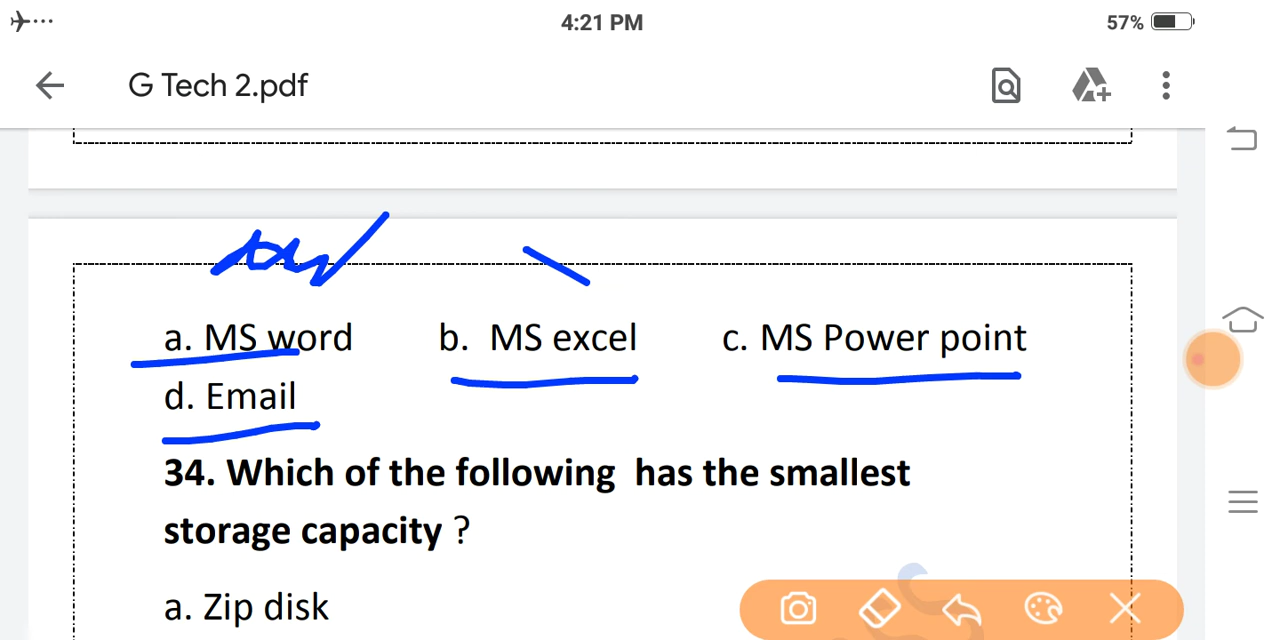 4:21 PM
57%
G Tech 2.pdf
a. MS word b. MS excel c. MS Power point
d. Email
34. Which of the following has the smallest
storage capacity ?
a. Zip disk